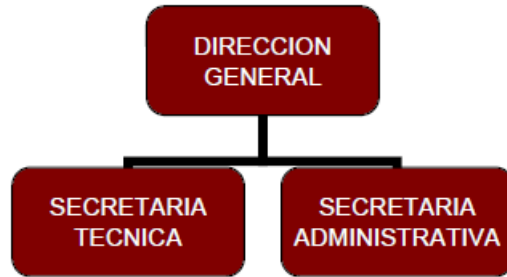 DIRECCION
GENERAL
SECRETARIA
TECNICA
SECRETARIA
ADMINISTRATIVA